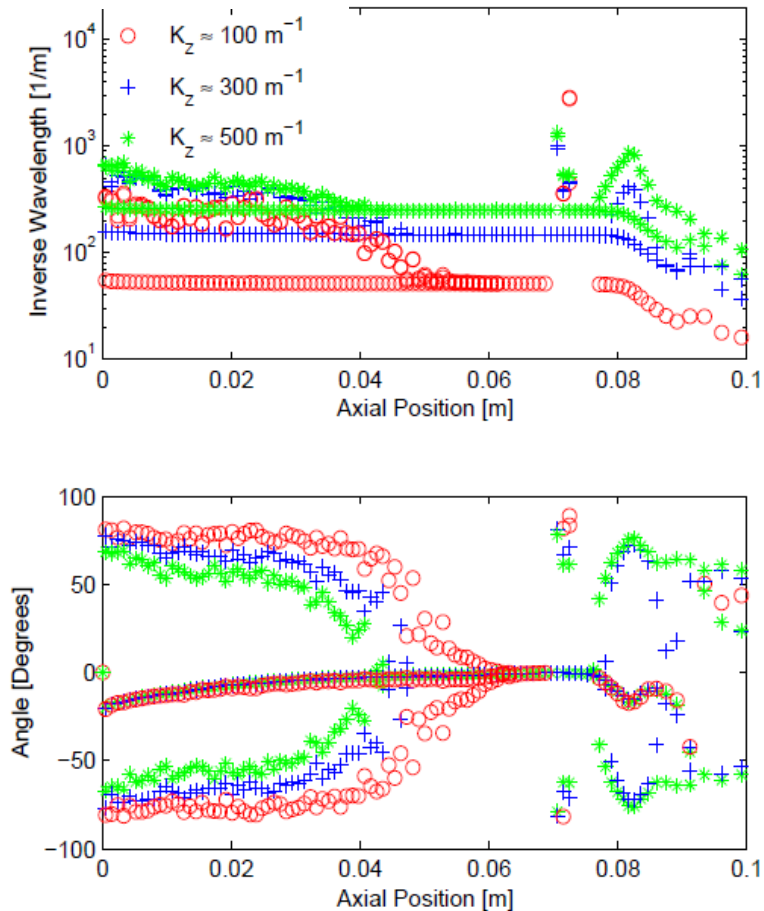 10^4
K_z ≈ 100 m^{-1}
K_z ≈ 300 m^{-1}
K_z ≈ 500 m^{-1}
10^3
10^2
10^1
Inverse Wavelength [1/m]
0 0.02 0.04 0.06 0.08 0.1
Axial Position [m]
100
50
0
−50
−100
Angle [Degrees]
0 0.02 0.04 0.06 0.08 0.1
Axial Position [m]